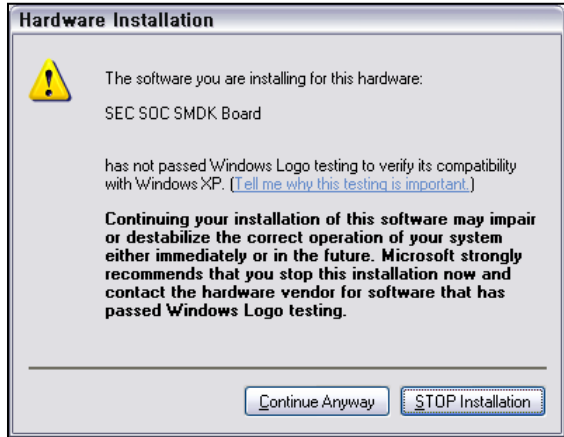 Hardware Installation
The software you are installing for this hardware:
SEC SOC SMDK Board
has not passed Windows Logo testing to verify its compatibility
with Windows XP. (Tell me why this testing is important.)
Continuing your installation of this software may impair
or destabilize the correct operation of your system
either immediately or in the future. Microsoft strongly
recommends that you stop this installation now and
contact the hardware vendor for software that has
passed Windows Logo testing.
Continue Anyway
STOP Installation